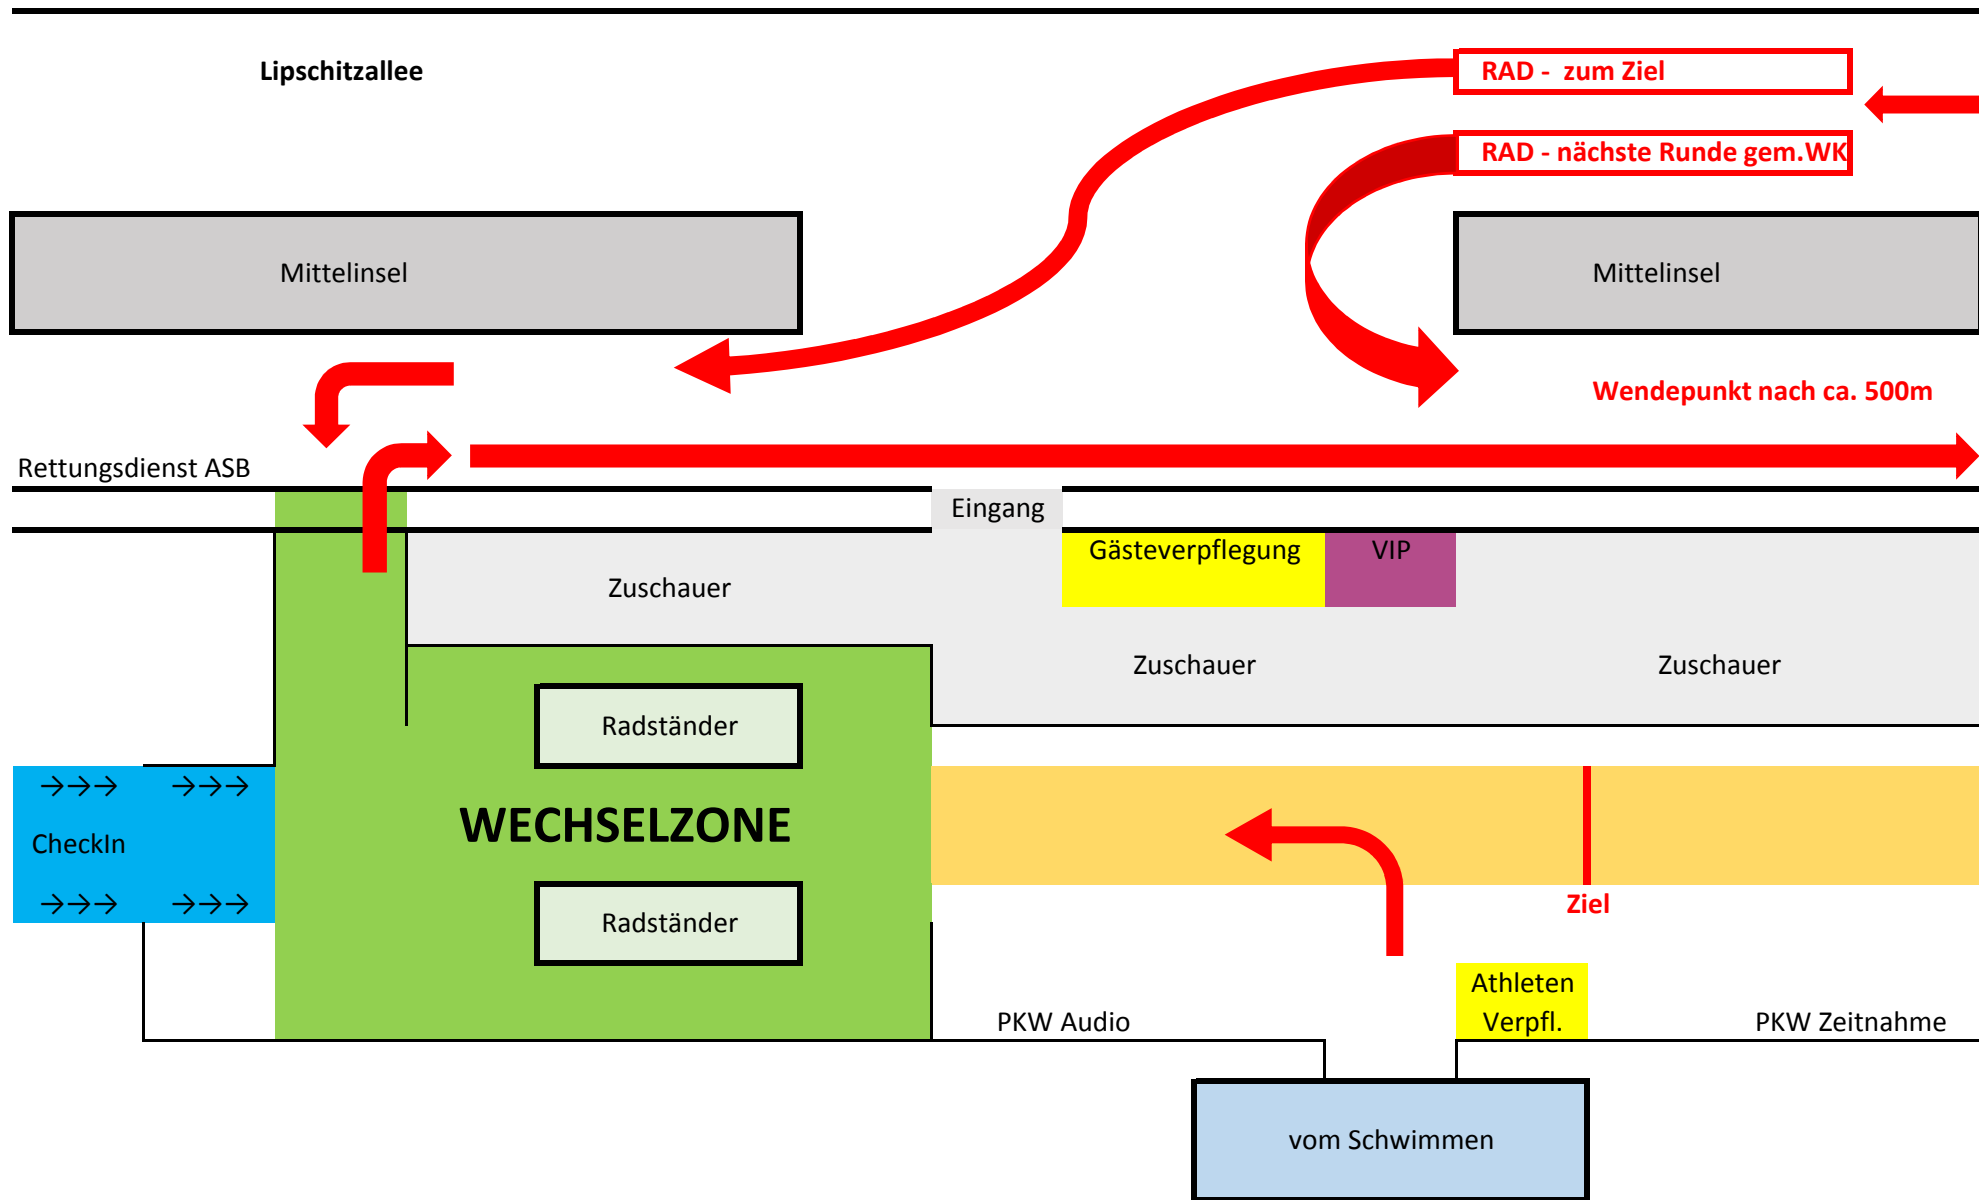 Lipschitzallee
RAD - zum Ziel
RAD - nächste Runde gem.WK
Mittelinsel
Mittelinsel
Wendepunkt nach ca. 500m
Rettungsdienst ASB
Eingang
Gästeverpflegung
VIP
Zuschauer
Zuschauer
Zuschauer
Radständer
→→→ →→→
WECHSELZONE
CheckIn
→→→ →→→
Radständer
Ziel
Athleten
Verpfl.
PKW Audio
PKW Zeitnahme
vom Schwimmen